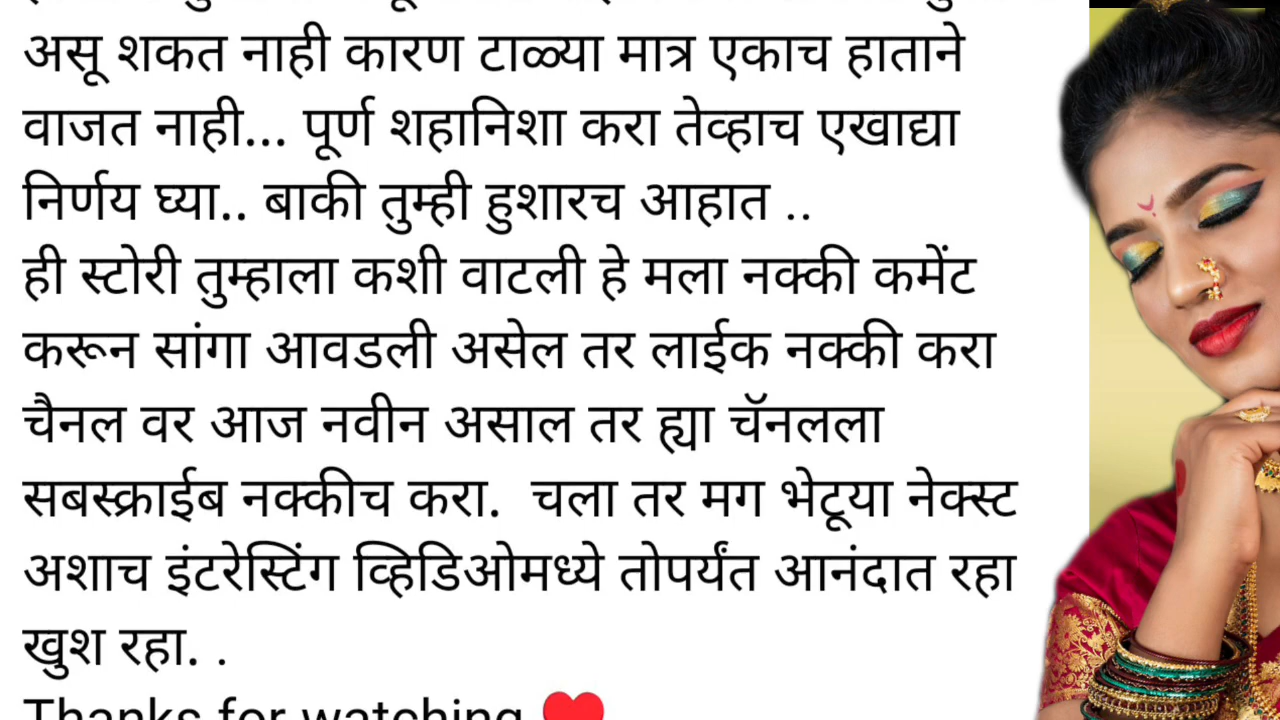 असू शकत नाही कारण टाळ्या मात्र एकाच हाताने
वाजत नाही... पूर्ण शहानिशा करा तेव्हाच एखाद्या
निर्णय घ्या.. बाकी तुम्ही हुशारच आहात ..
ही स्टोरी तुम्हाला कशी वाटली हे मला नक्की कमेंट
करून सांगा आवडली असेल तर लाईक नक्की करा
चैनल वर आज नवीन असाल तर ह्या चॅनलला
सबस्क्राईब नक्कीच करा. चला तर मग भेटूया नेक्स्ट
अशाच इंटरेस्टिंग व्हिडिओमध्ये तोपर्यंत आनंदात रहा
खुश रहा. .
Thanks for watching ♥